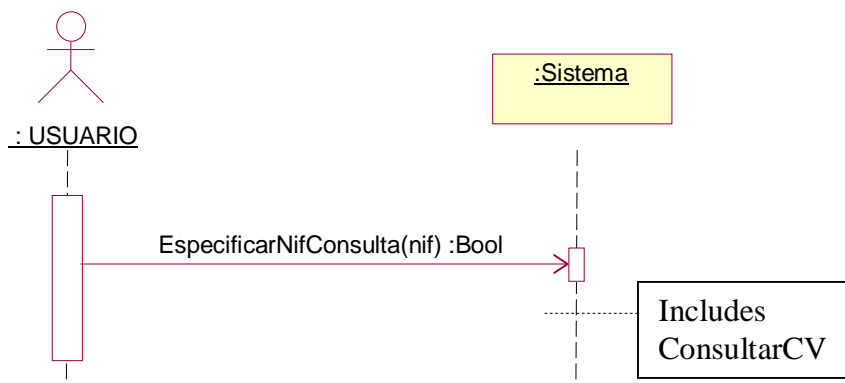 :Sistema
: USUARIO
EspecificarNifConsulta(nif) :Bool
Includes
ConsultarCV